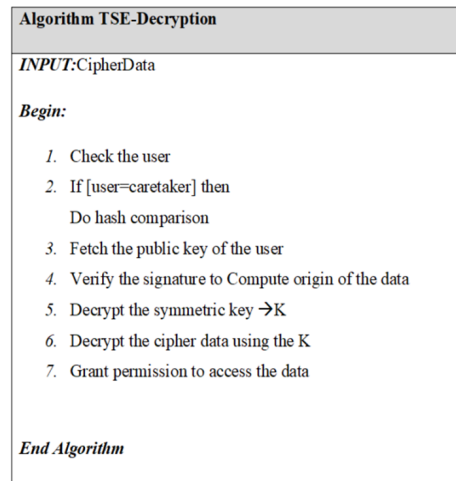 Algorithm TSE-Decryption
INPUT:CipherData
Begin:
1. Check the user
2. If [user=caretaker] then
Do hash comparison
3. Fetch the public key of the user
4. Verify the signature to Compute origin of the data
5. Decrypt the symmetric key →K
6. Decrypt the cipher data using the K
7. Grant permission to access the data
End Algorithm